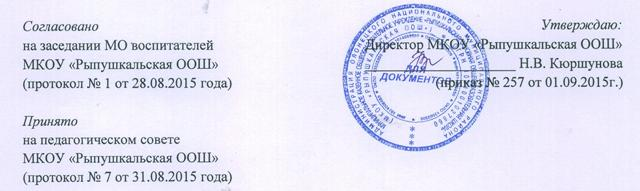 Согласовано
на заседании МО воспитателей
МКОУ «Рыпушкальская ООШ»
(протокол № 1 от 28.08.2015 года)
Принято
на педагогическом совете
МКОУ «Рыпушкальская ООШ»
(протокол № 7 от 31.08.2015 года)
Утверждаю:
Директор МКОУ «Рыпушкальская ООШ»
Н.В. Кюршунова
(приказ № 257 от 01.09.2015г.)
ДЛЯ
ДОКУМЕНТОВ